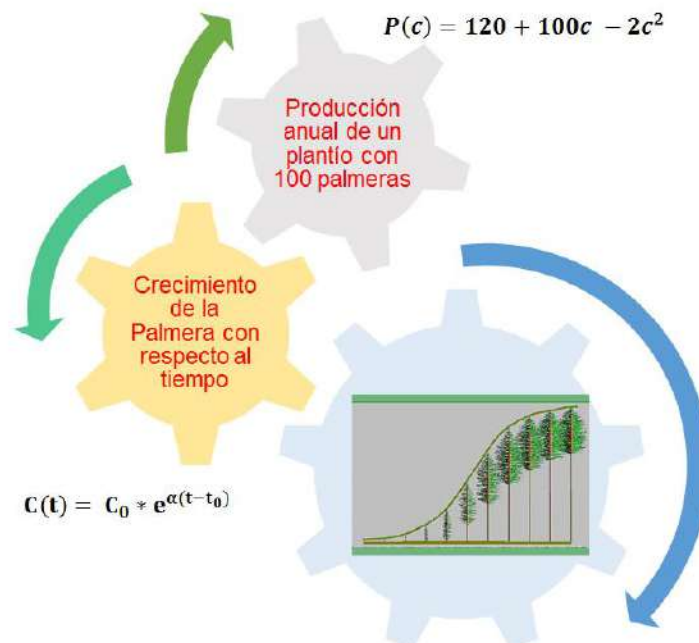 P(c) = 120 + 100c − 2c²
Producción
anual de un
plantío con
100 palmeras
Crecimiento
de la
Palmera con
respecto al
tiempo
C(t) = C₀ * e^α(t−t₀)